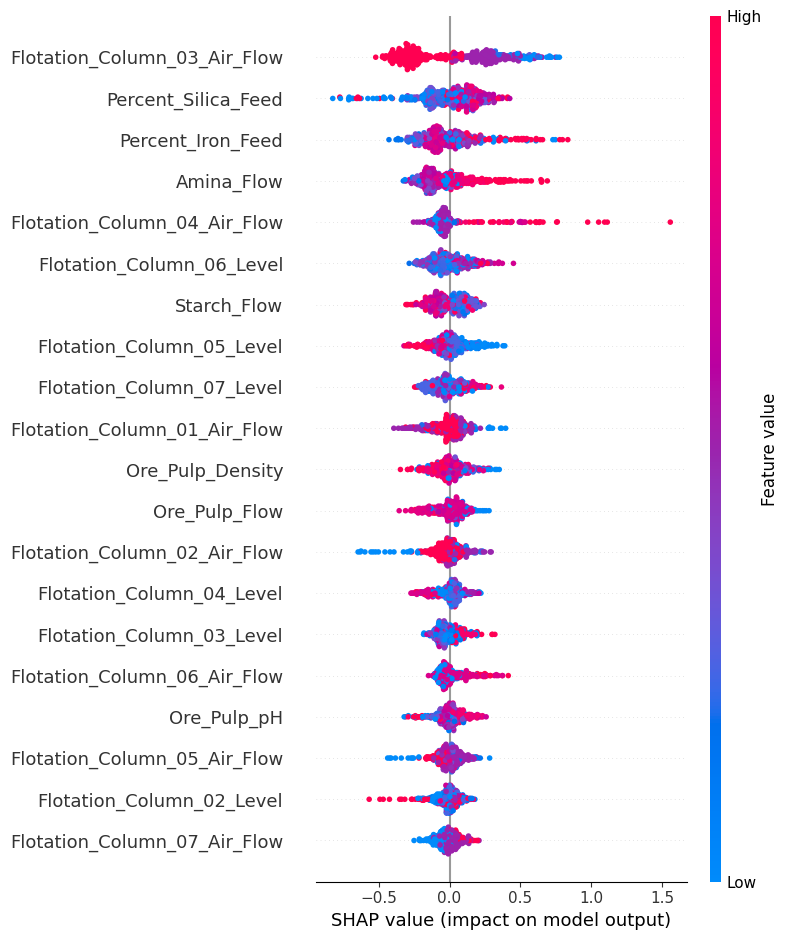 High
Flotation_Column_03_Air_Flow
Percent_Silica_Feed
Percent_Iron_Feed
Amina_Flow
Flotation_Column_04_Air_Flow
Flotation_Column_06_Level
Starch_Flow
Flotation_Column_05_Level
Flotation_Column_07_Level
Flotation_Column_01_Air_Flow
Ore_Pulp_Density
Ore_Pulp_Flow
Flotation_Column_02_Air_Flow
Flotation_Column_04_Level
Flotation_Column_03_Level
Flotation_Column_06_Air_Flow
Ore_Pulp_pH
Flotation_Column_05_Air_Flow
Flotation_Column_02_Level
Flotation_Column_07_Air_Flow
Feature value
Low
−0.5 0.0 0.5 1.0 1.5
SHAP value (impact on model output)